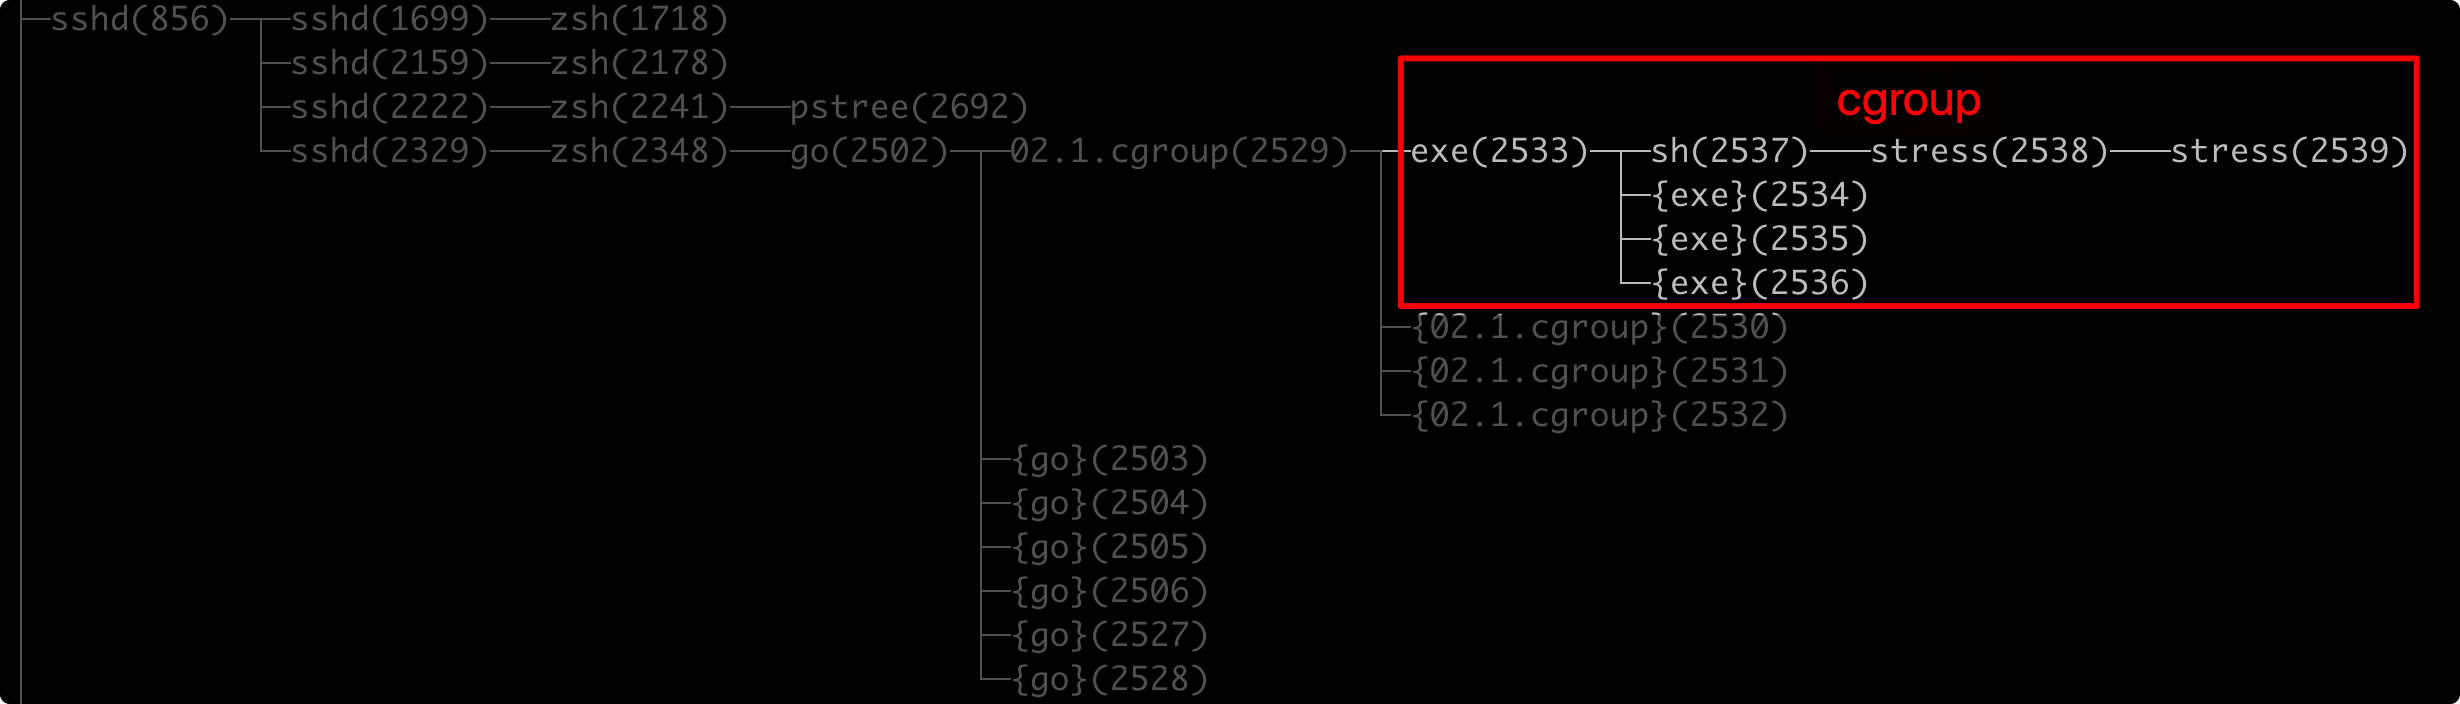 sshd(856)─┬─sshd(1699)───zsh(1718)
├─sshd(2159)───zsh(2178)
cgroup
├─sshd(2222)───zsh(2241)───pstree(2692)
└─sshd(2329)───zsh(2348)───go(2502)─┬─02.1.cgroup(2529)─┬─exe(2533)─┬─sh(2537)───stress(2538)───stress(2539)
├─{exe}(2534)
├─{exe}(2535)
└─{exe}(2536)
├─{02.1.cgroup}(2530)
├─{02.1.cgroup}(2531)
└─{02.1.cgroup}(2532)
├─{go}(2503)
├─{go}(2504)
├─{go}(2505)
├─{go}(2506)
├─{go}(2527)
└─{go}(2528)